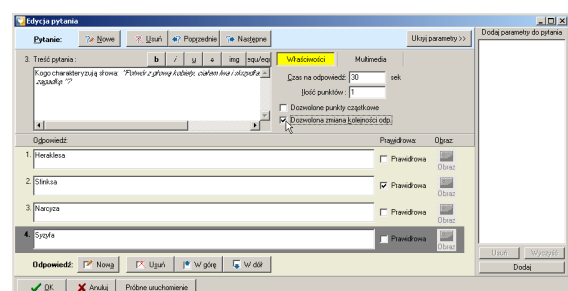 Edycja pytania
Pytanie: Nowe Usuń Poprzednie Następne Ukryj parametry >> Dodaj parametry do pytania
3. Treść pytania: b i u s img squ/eqs Właściwości Multimedia
Kogo charakteryzują słowa: "Potwór z głową kobiety, ciałem lwa i skrzydła
zagadkę "?
Czas na odpowiedź: 30 sek
Ilość punktów: 1
Dozwolone punkty cząstkowe
Dozwolona zmiana kolejności odp.
Odpowiedź: Prawidłowa: Obraz:
1. Heraklesa Prawidłowa Obraz
2. Sfinksa Prawidłowa Obraz
3. Narcyza Prawidłowa Obraz
4. Syzyfa Prawidłowa Obraz
Usuń Wyczyść
Odpowiedź: Nowa Usuń W górę W dół Dodaj
OK Anuluj Próbne uruchomienie